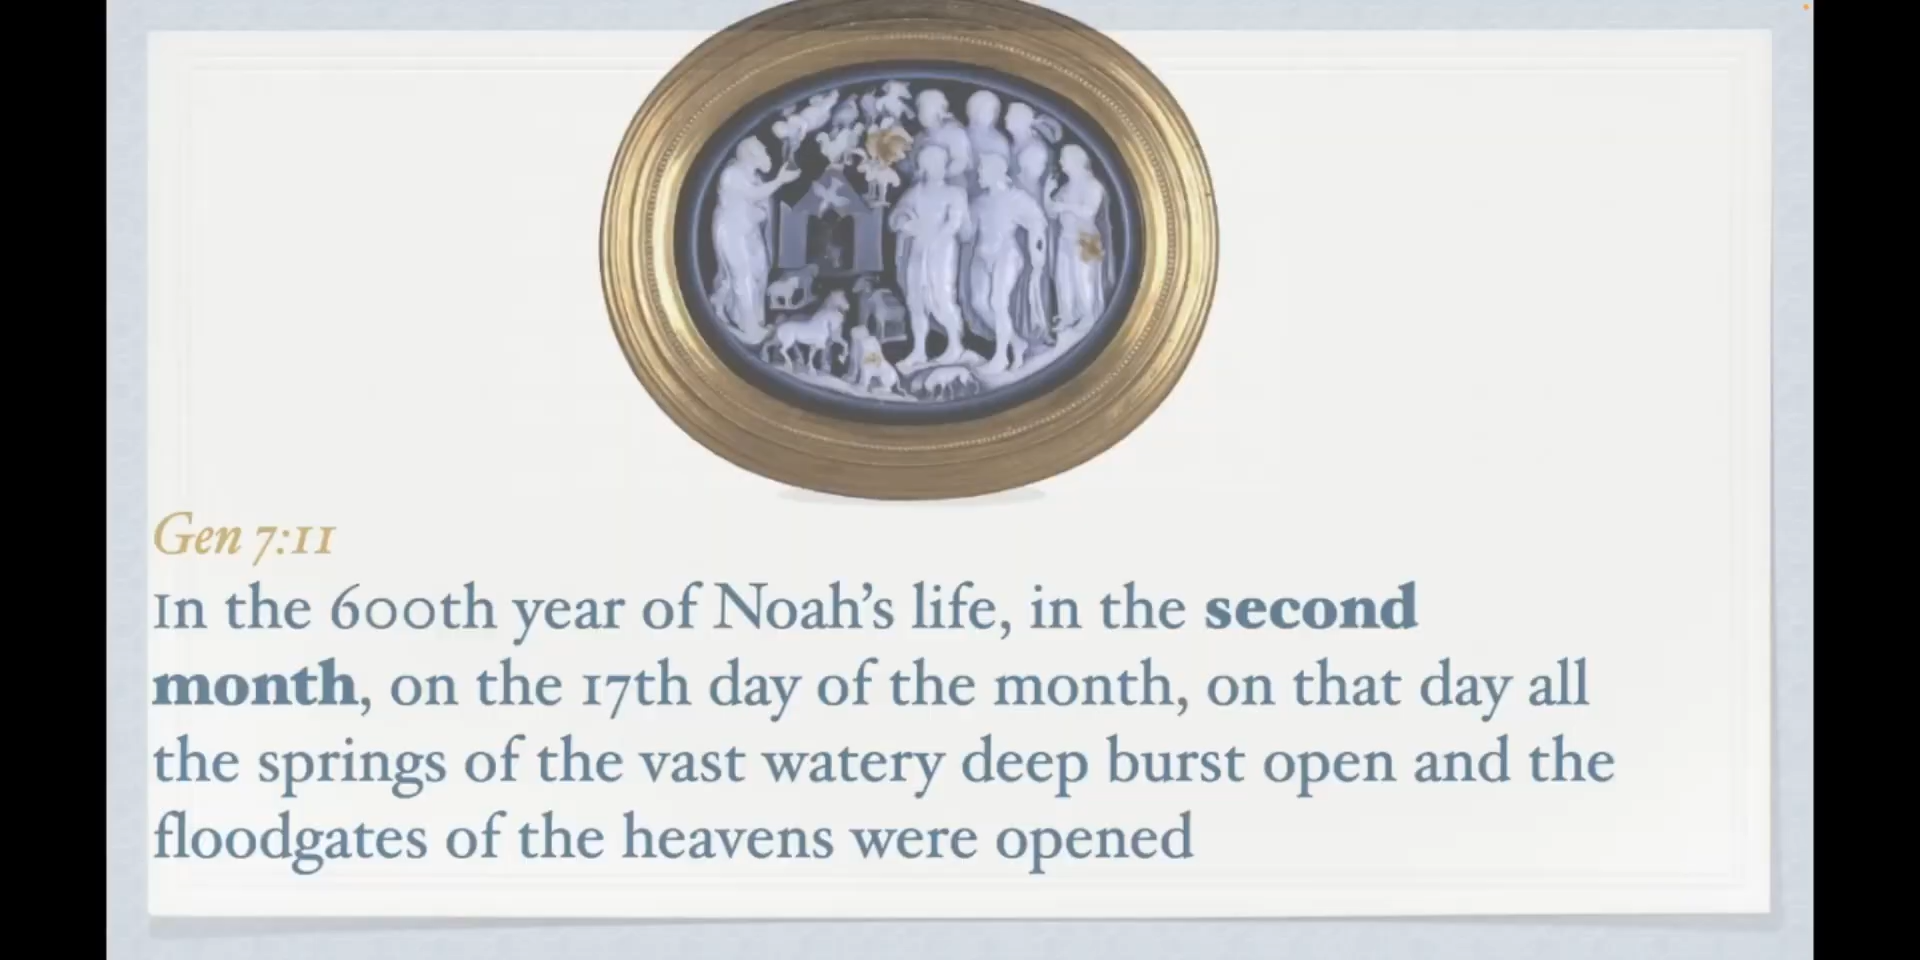 Gen 7:11
In the 600th year of Noah’s life, in the second
month, on the 17th day of the month, on that day all
the springs of the vast watery deep burst open and the
floodgates of the heavens were opened